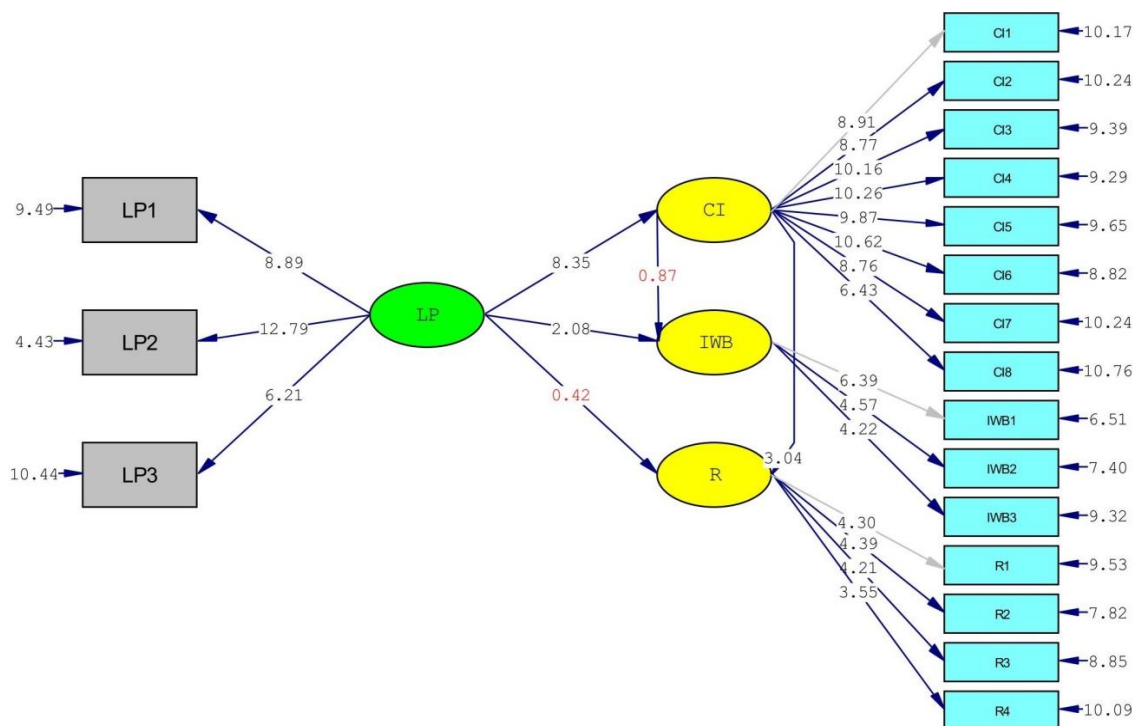 CI1
10.17
CI2
10.24
8.91
8.77
CI3
9.39
10.16
CI4
9.29
9.49
LP1
CI
10.26
9.87
CI5
9.65
10.62
8.89
8.35
8.76
CI6
8.82
0.87
6.43
LP
CI7
10.24
12.79
2.08
4.43
LP2
IWB
CI8
10.76
6.39
6.21
0.42
4.57
IWB1
6.51
4.22
3.04
IWB2
7.40
10.44
LP3
R
IWB3
9.32
4.30
4.39
R1
9.53
4.21
3.55
R2
7.82
R3
8.85
R4
10.09